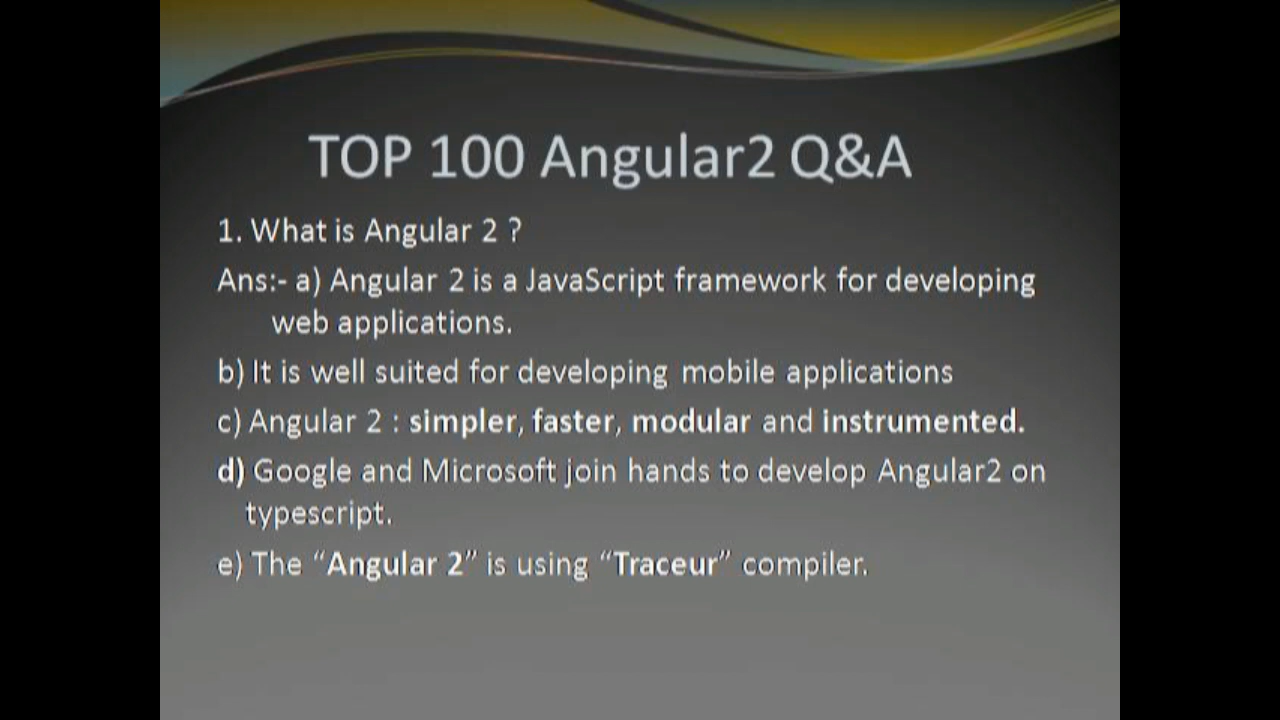 TOP 100 Angular2 Q&A
1. What is Angular 2 ?
Ans:- a) Angular 2 is a JavaScript framework for developing
web applications.
b) It is well suited for developing mobile applications
c) Angular 2 : simpler, faster, modular and instrumented.
d) Google and Microsoft join hands to develop Angular2 on
typescript.
e) The “Angular 2” is using “Traceur” compiler.